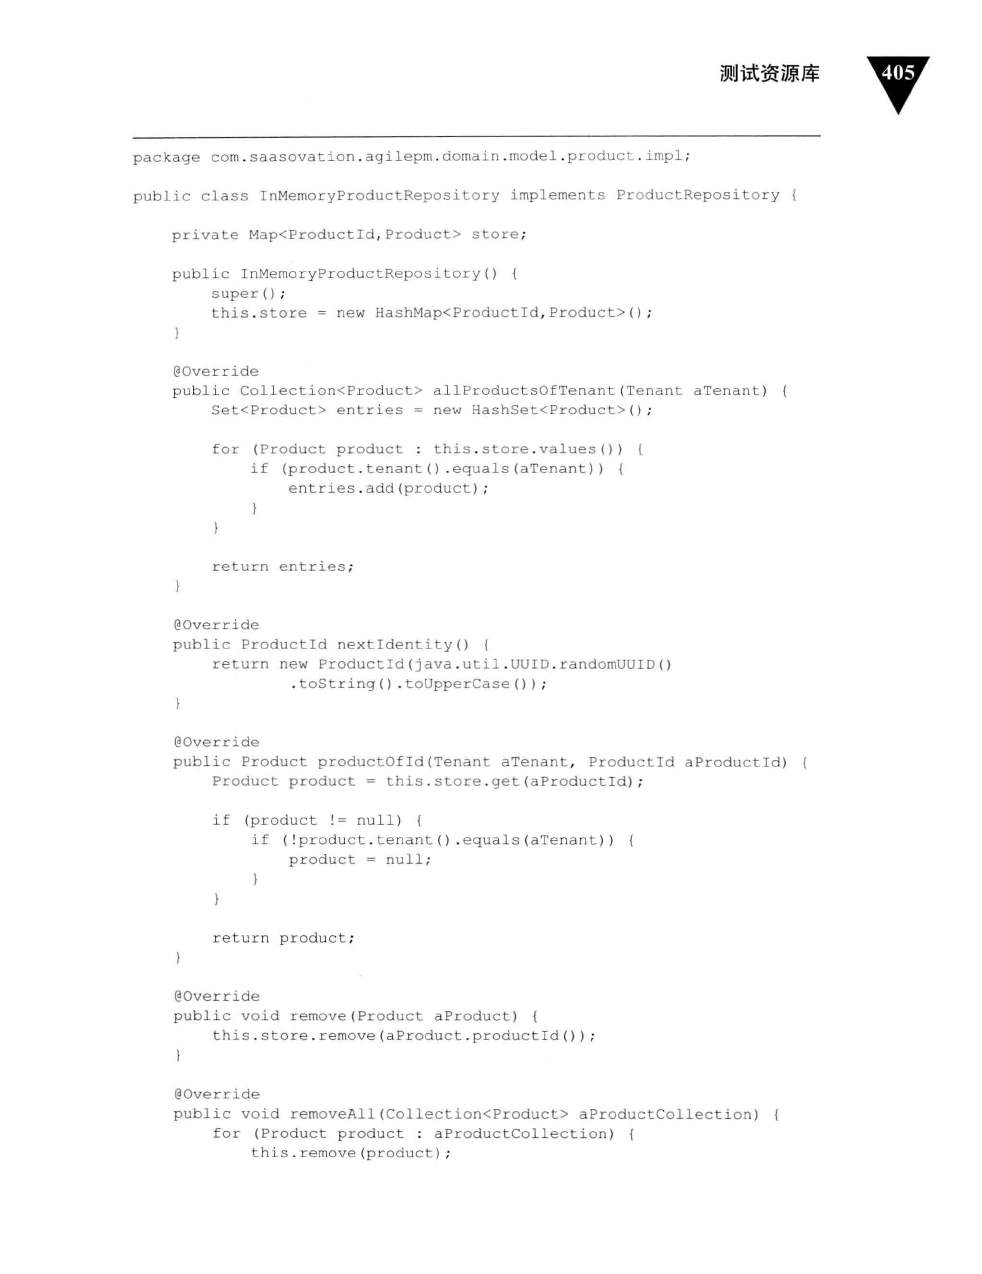 测试资源库
405
package com.saasovation.agilepm.domain.model.product.impl;
public class InMemoryProductRepository implements ProductRepository {
    private Map<ProductId,Product> store;
    public InMemoryProductRepository() {
        super();
        this.store = new HashMap<ProductId,Product>();
    }
    @Override
    public Collection<Product> allProductsOfTenant(Tenant aTenant) {
        Set<Product> entries = new HashSet<Product>();
        for (Product product : this.store.values()) {
            if (product.tenant().equals(aTenant)) {
                entries.add(product);
            }
        }
        return entries;
    }
    @Override
    public ProductId nextIdentity() {
        return new ProductId(java.util.UUID.randomUUID()
                .toString().toUpperCase());
    }
    @Override
    public Product productOfId(Tenant aTenant, ProductId aProductId) {
        Product product = this.store.get(aProductId);
        if (product != null) {
            if (!product.tenant().equals(aTenant)) {
                product = null;
            }
        }
        return product;
    }
    @Override
    public void remove(Product aProduct) {
        this.store.remove(aProduct.productId());
    }
    @Override
    public void removeAll(Collection<Product> aProductCollection) {
        for (Product product : aProductCollection) {
            this.remove(product);